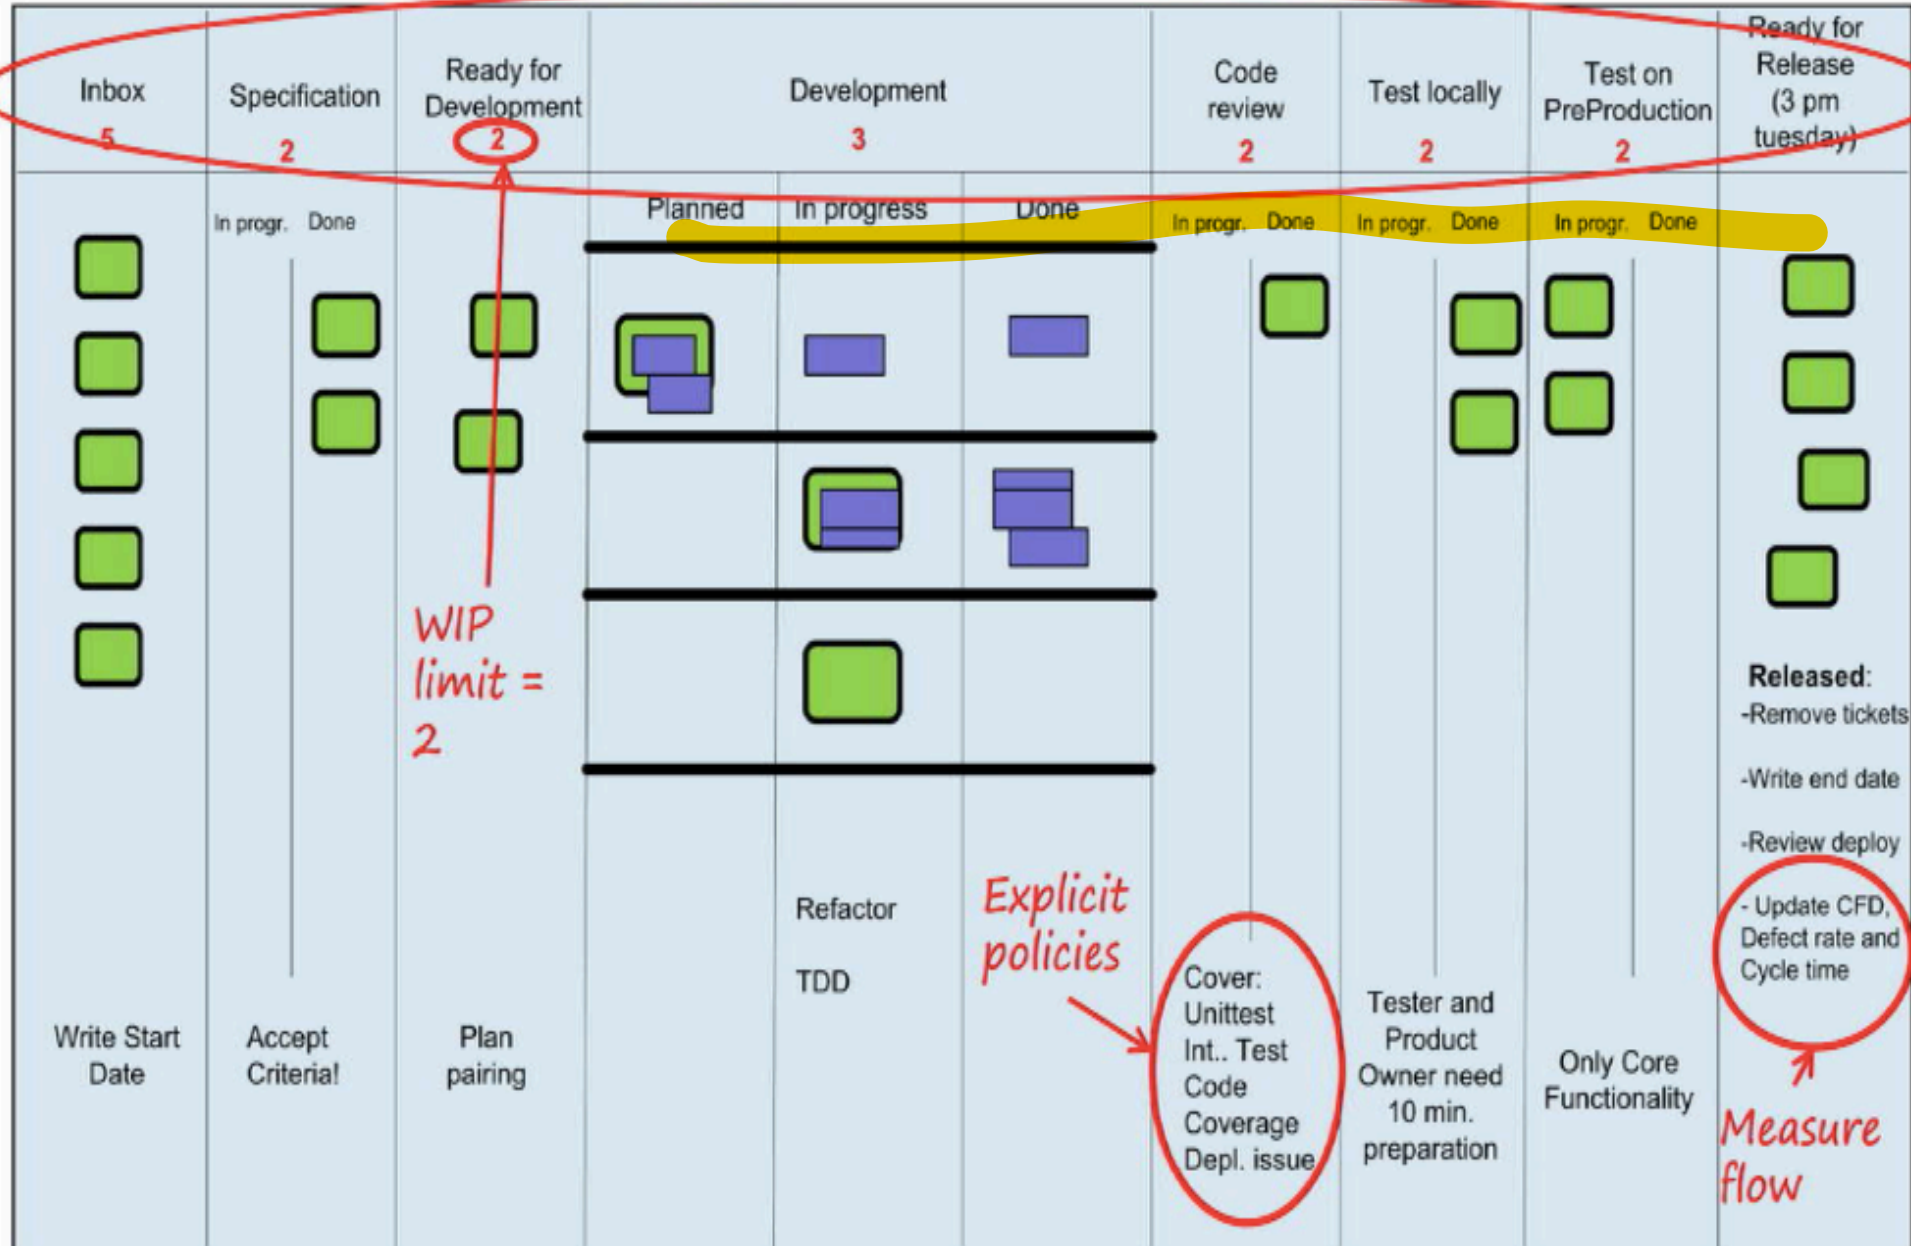 Inbox
5
Specification
2
Ready for
Development
2
Development
3
Code
review
2
Test locally
2
Test on
PreProduction
2
Ready for
Release
(3 pm
tuesday)
In progr. Done
Planned In progress Done
In progr. Done
In progr. Done
In progr. Done
WIP
limit =
2
Released:
-Remove tickets
-Write end date
-Review deploy
- Update CFD,
Defect rate and
Cycle time
Refactor
TDD
Explicit
policies
Write Start
Date
Accept
Criteria!
Plan
pairing
Cover:
Unittest
Int.. Test
Code
Coverage
Depl. issue
Tester and
Product
Owner need
10 min.
preparation
Only Core
Functionality
Measure
flow